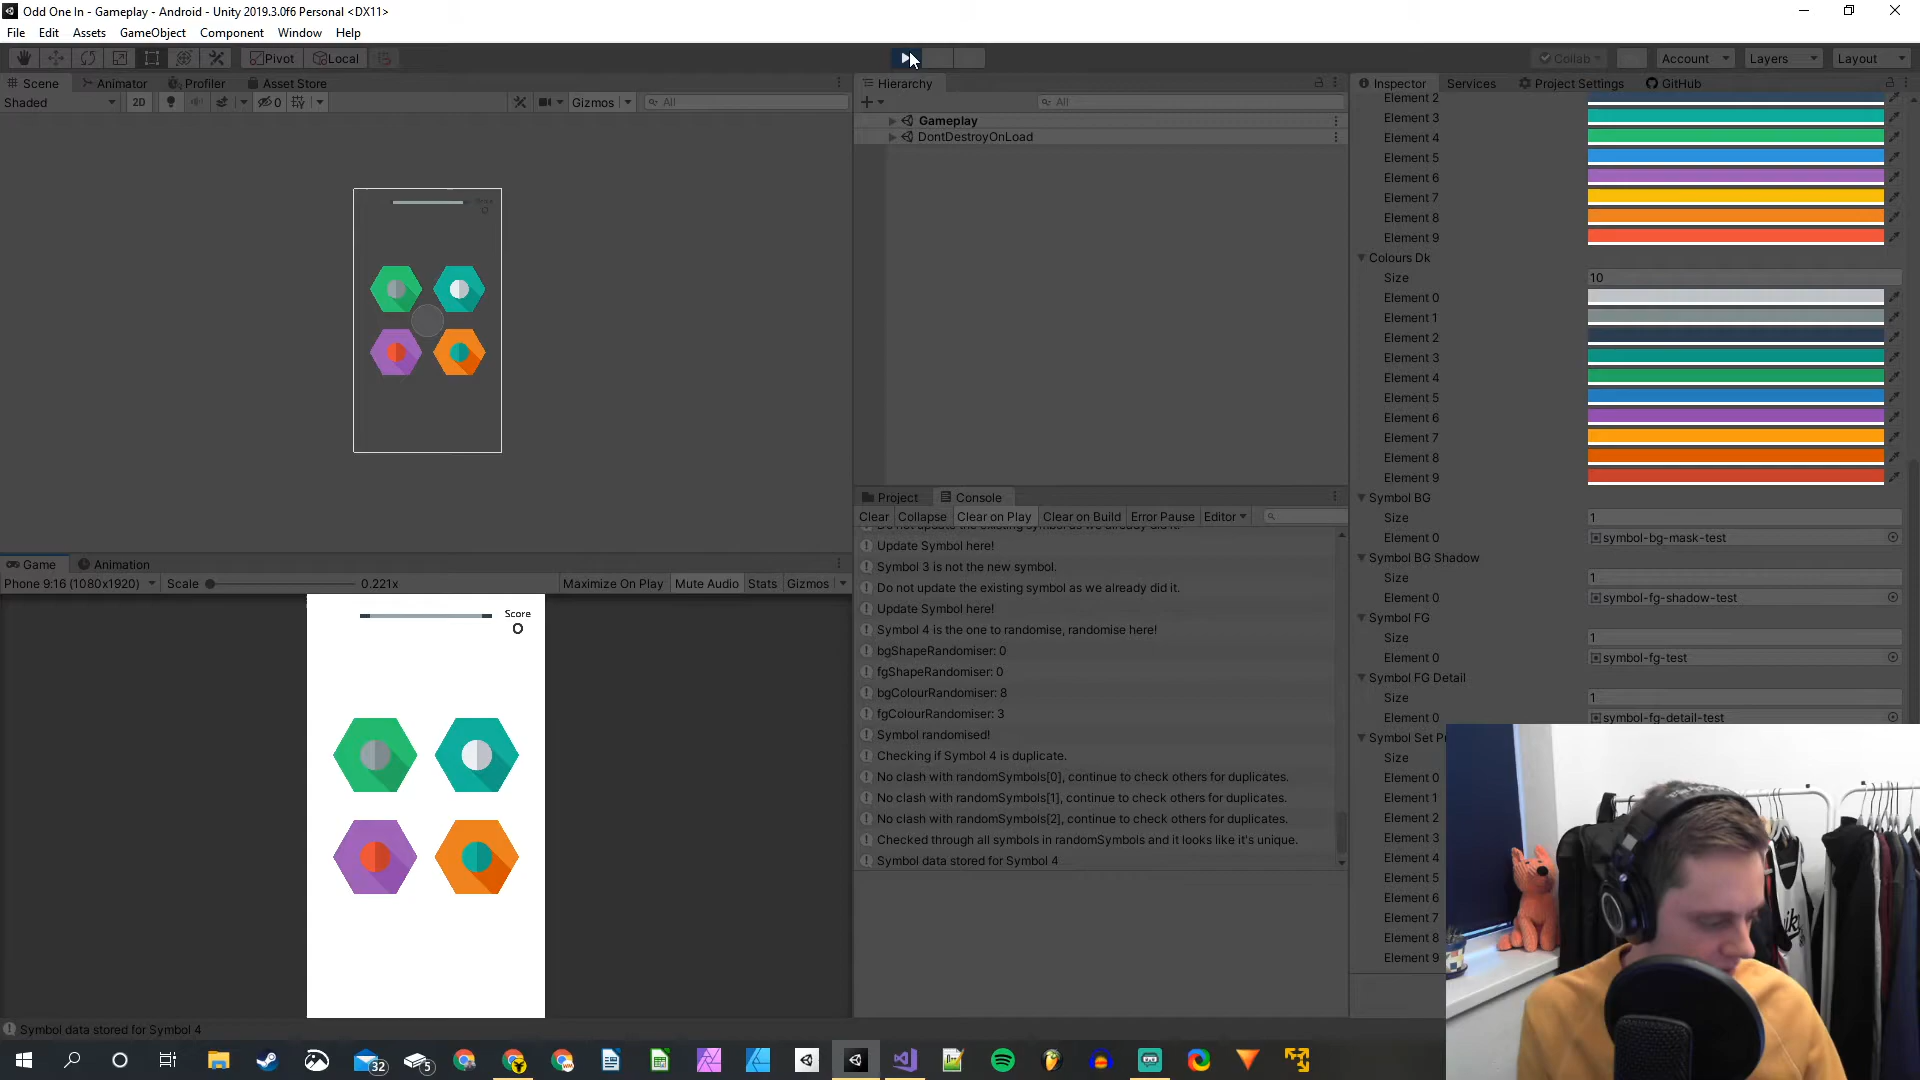 Odd One In - Gameplay - Android - Unity 2019.3.0f6 Personal <DX11>
File Edit Assets GameObject Component Window Help
Pivot Local Collab Account Layers Layout
Scene Animator Profiler Asset Store
Shaded 2D 0 Gizmos All
Hierarchy
All
Gameplay
DontDestroyOnLoad
Inspector Services Project Settings GitHub
Element 2
Element 3
Element 4
Element 5
Element 6
Element 7
Element 8
Element 9
Colours Dk
Size 10
Element 0
Element 1
Element 2
Element 3
Element 4
Element 5
Element 6
Element 7
Element 8
Element 9
Symbol BG
Size 1
Element 0 symbol-bg-mask-test
Symbol BG Shadow
Size 1
Element 0 symbol-fg-shadow-test
Symbol FG
Size 1
Element 0 symbol-fg-test
Symbol FG Detail
Size 1
Element 0 symbol-fg-detail-test
Symbol Set
Size
Element 0
Element 1
Element 2
Element 3
Element 4
Element 5
Element 6
Element 7
Element 8
Element 9
Project Console
Clear Collapse Clear on Play Clear on Build Error Pause Editor
Do not update the existing symbol as we already did it.
Update Symbol here!
Symbol 3 is not the new symbol.
Do not update the existing symbol as we already did it.
Update Symbol here!
Symbol 4 is the one to randomise, randomise here!
bgShapeRandomiser: 0
fgShapeRandomiser: 0
bgColourRandomiser: 8
fgColourRandomiser: 3
Symbol randomised!
Checking if Symbol 4 is duplicate.
No clash with randomSymbols[0], continue to check others for duplicates.
No clash with randomSymbols[1], continue to check others for duplicates.
No clash with randomSymbols[2], continue to check others for duplicates.
Checked through all symbols in randomSymbols and it looks like it's unique.
Symbol data stored for Symbol 4
Game Animation
Phone 9:16 (1080x1920) Scale 0.221x Maximize On Play Mute Audio Stats Gizmos
Score
0
Symbol data stored for Symbol 4
32 5